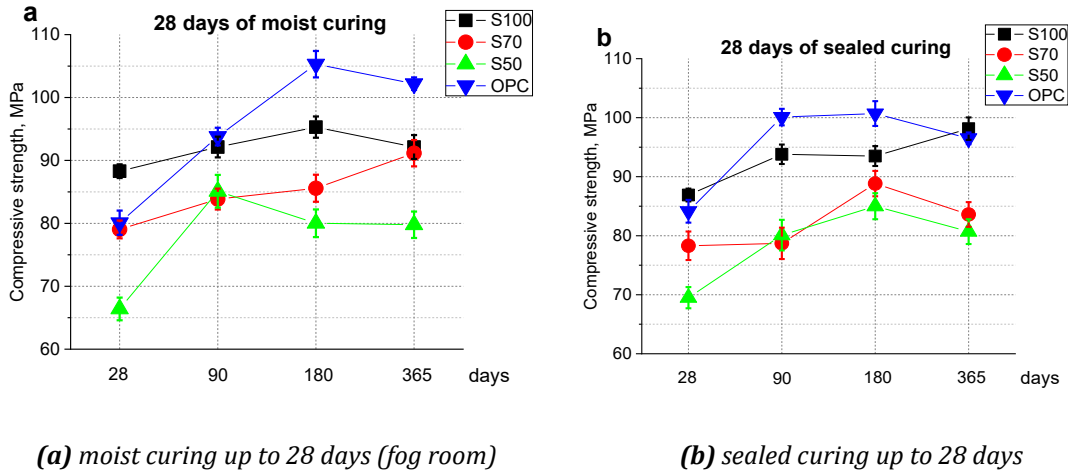 a
28 days of moist curing
S100
S70
S50
OPC
Compressive strength, MPa
110
100
90
80
70
60
28
90
180
365
days
b
28 days of sealed curing
S100
S70
S50
OPC
Compressive strength, MPa
110
100
90
80
70
60
28
90
180
365
days
(a) moist curing up to 28 days (fog room)
(b) sealed curing up to 28 days